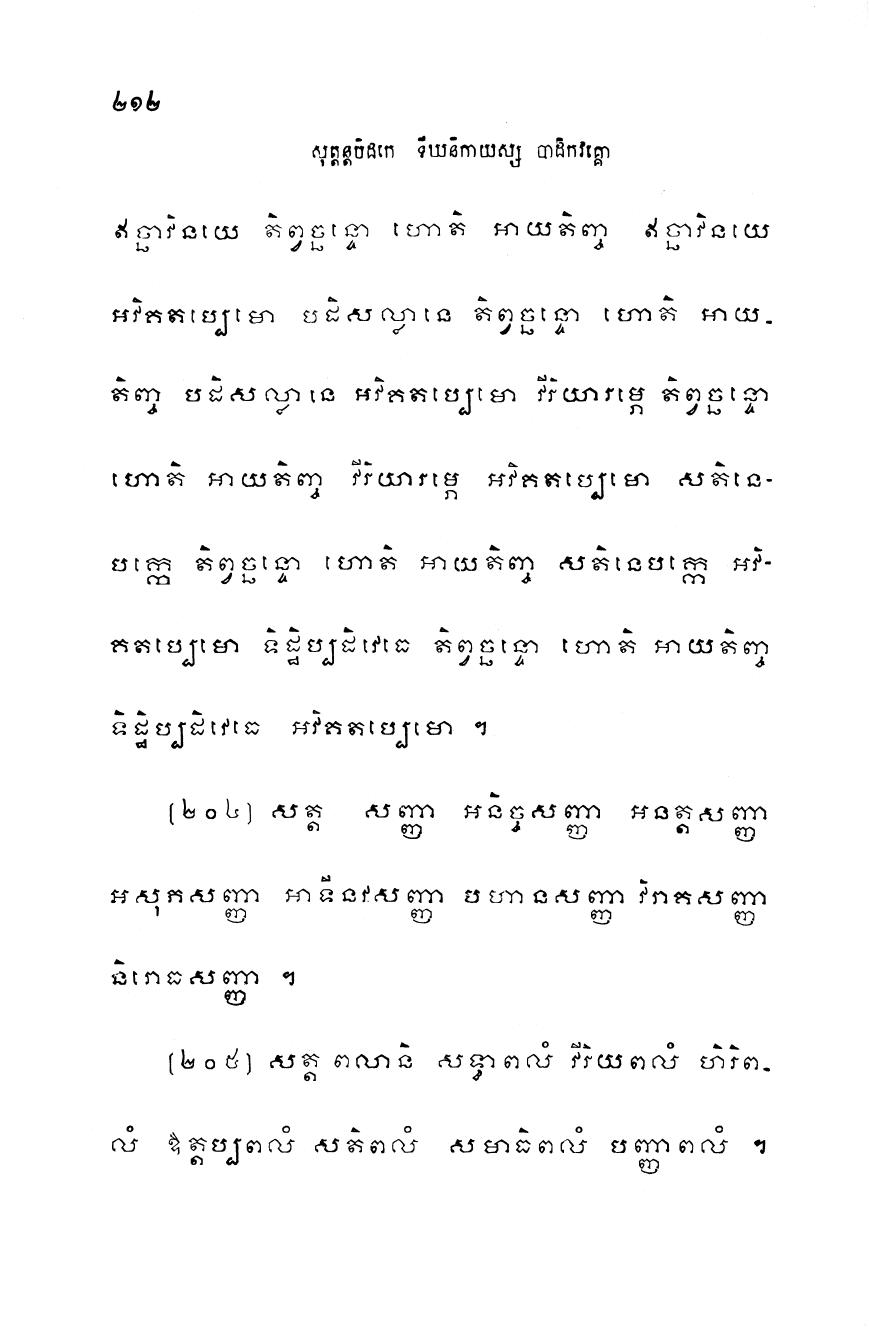 ២១២
សុត្តន្តបិដកេ ទីឃនិកាយស្ស បាដិកវគ្គោ
ឥច្ឆាវិនយេ តិព្វច្ឆន្ទោ ហោតិ អាយតិញ្ច ឥច្ឆាវិនយេ
អវិគតប្បេមោ បដិសល្លានេ តិព្វច្ឆន្ទោ ហោតិ អាយ-
តិញ្ច បដិសល្លានេ អវិគតប្បេមោ វីរិយារម្ភេ តិព្វច្ឆន្ទោ
ហោតិ អាយតិញ្ច វីរិយារម្ភេ អវិគតប្បេមោ សតិនេ-
បក្កេ តិព្វច្ឆន្ទោ ហោតិ អាយតិញ្ច សតិនេបក្កេ អវិ-
គតប្បេមោ ទិដ្ឋិប្បដិវេធេ តិព្វច្ឆន្ទោ ហោតិ អាយតិញ្ច
ទិដ្ឋិប្បដិវេធេ អវិគតប្បេមោ ។
(២០៤) សត្ត សញ្ញា អនិច្ចសញ្ញា អនត្តសញ្ញា
អសុភសញ្ញា អាទីនវសញ្ញា បហានសញ្ញា វិរាគសញ្ញា
និរោធសញ្ញា ។
(២០៥) សត្ត ពលានិ សទ្ធាពលំ វីរិយពលំ ហិរិព-
លំ ឱត្តប្បពលំ សតិពលំ សមាធិពលំ បញ្ញាពលំ ។